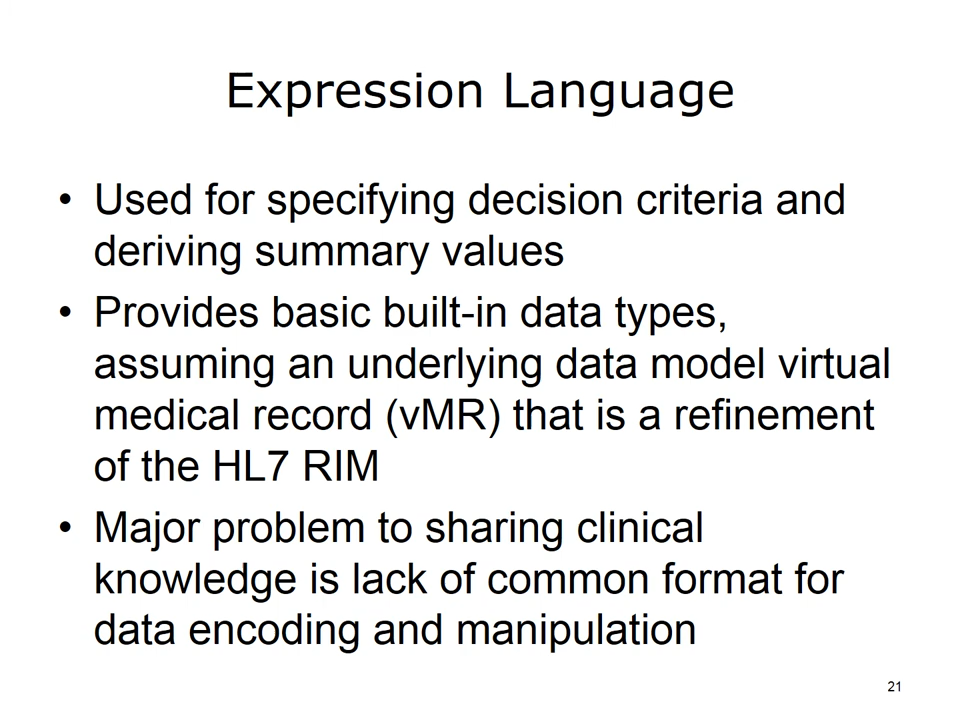 Expression Language
• Used for specifying decision criteria and
deriving summary values
• Provides basic built-in data types,
assuming an underlying data model virtual
medical record (vMR) that is a refinement
of the HL7 RIM
• Major problem to sharing clinical
knowledge is lack of common format for
data encoding and manipulation
21